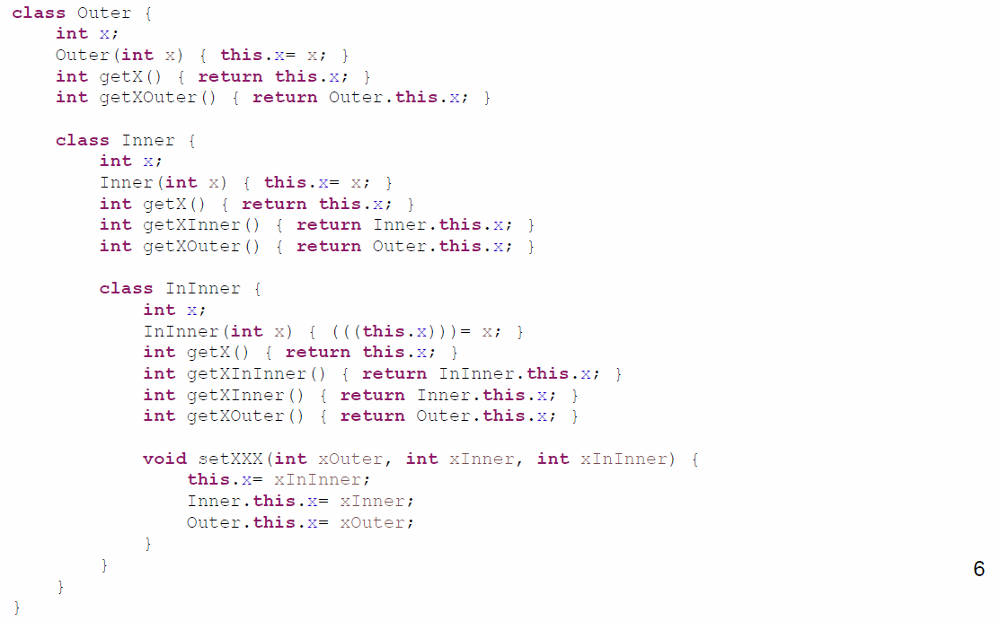 class Outer {
    int x;
    Outer(int x) { this.x= x; }
    int getX() { return this.x; }
    int getXOuter() { return Outer.this.x; }

    class Inner {
        int x;
        Inner(int x) { this.x= x; }
        int getX() { return this.x; }
        int getXInner() { return Inner.this.x; }
        int getXOuter() { return Outer.this.x; }

        class InInner {
            int x;
            InInner(int x) { (((this.x)))= x; }
            int getX() { return this.x; }
            int getXInInner() { return InInner.this.x; }
            int getXInner() { return Inner.this.x; }
            int getXOuter() { return Outer.this.x; }

            void setXXX(int xOuter, int xInner, int xInInner) {
                this.x= xInInner;
                Inner.this.x= xInner;
                Outer.this.x= xOuter;
            }
        }
    }
}
6